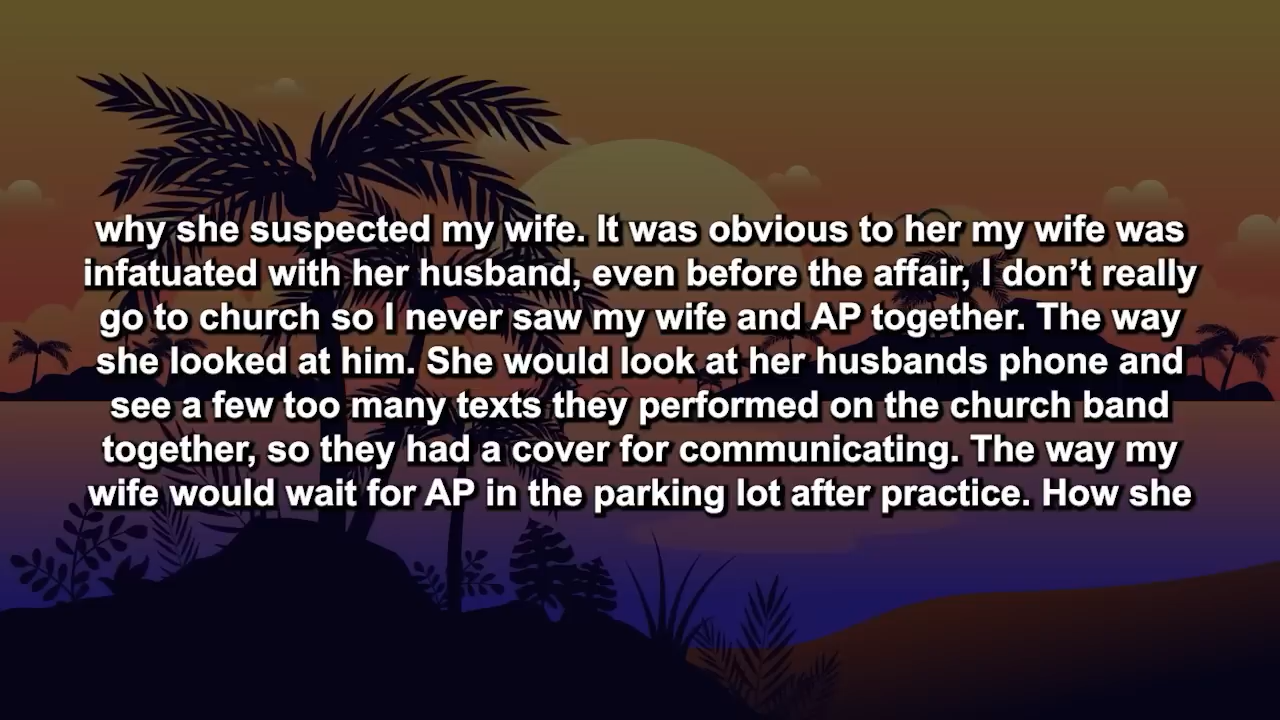 why she suspected my wife. It was obvious to her my wife was
infatuated with her husband, even before the affair, I don’t really
go to church so I never saw my wife and AP together. The way
she looked at him. She would look at her husbands phone and
see a few too many texts they performed on the church band
together, so they had a cover for communicating. The way my
wife would wait for AP in the parking lot after practice. How she